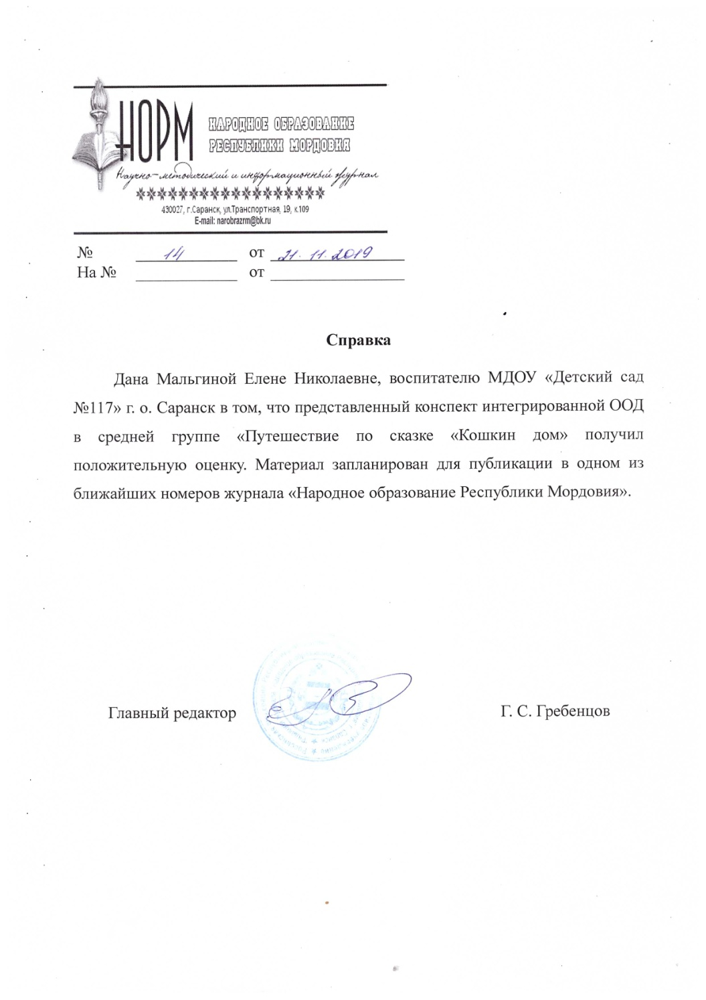 НОРМ
НАРОДНОЕ ОБРАЗОВАНИЕ
РЕСПУБЛИКИ МОРДОВИЯ
Научно-методический и информационный журнал
430027, г.Саранск, ул.Транспортная, 19, к.109
E-mail: narobrazrm@bk.ru
№ 14 от 21.11.2019
На № от
Справка
Дана Мальгиной Елене Николаевне, воспитателю МДОУ «Детский сад
№117» г. о. Саранск в том, что представленный конспект интегрированной ООД
в средней группе «Путешествие по сказке «Кошкин дом» получил
положительную оценку. Материал запланирован для публикации в одном из
ближайших номеров журнала «Народное образование Республики Мордовия».
Главный редактор Г. С. Гребенцов